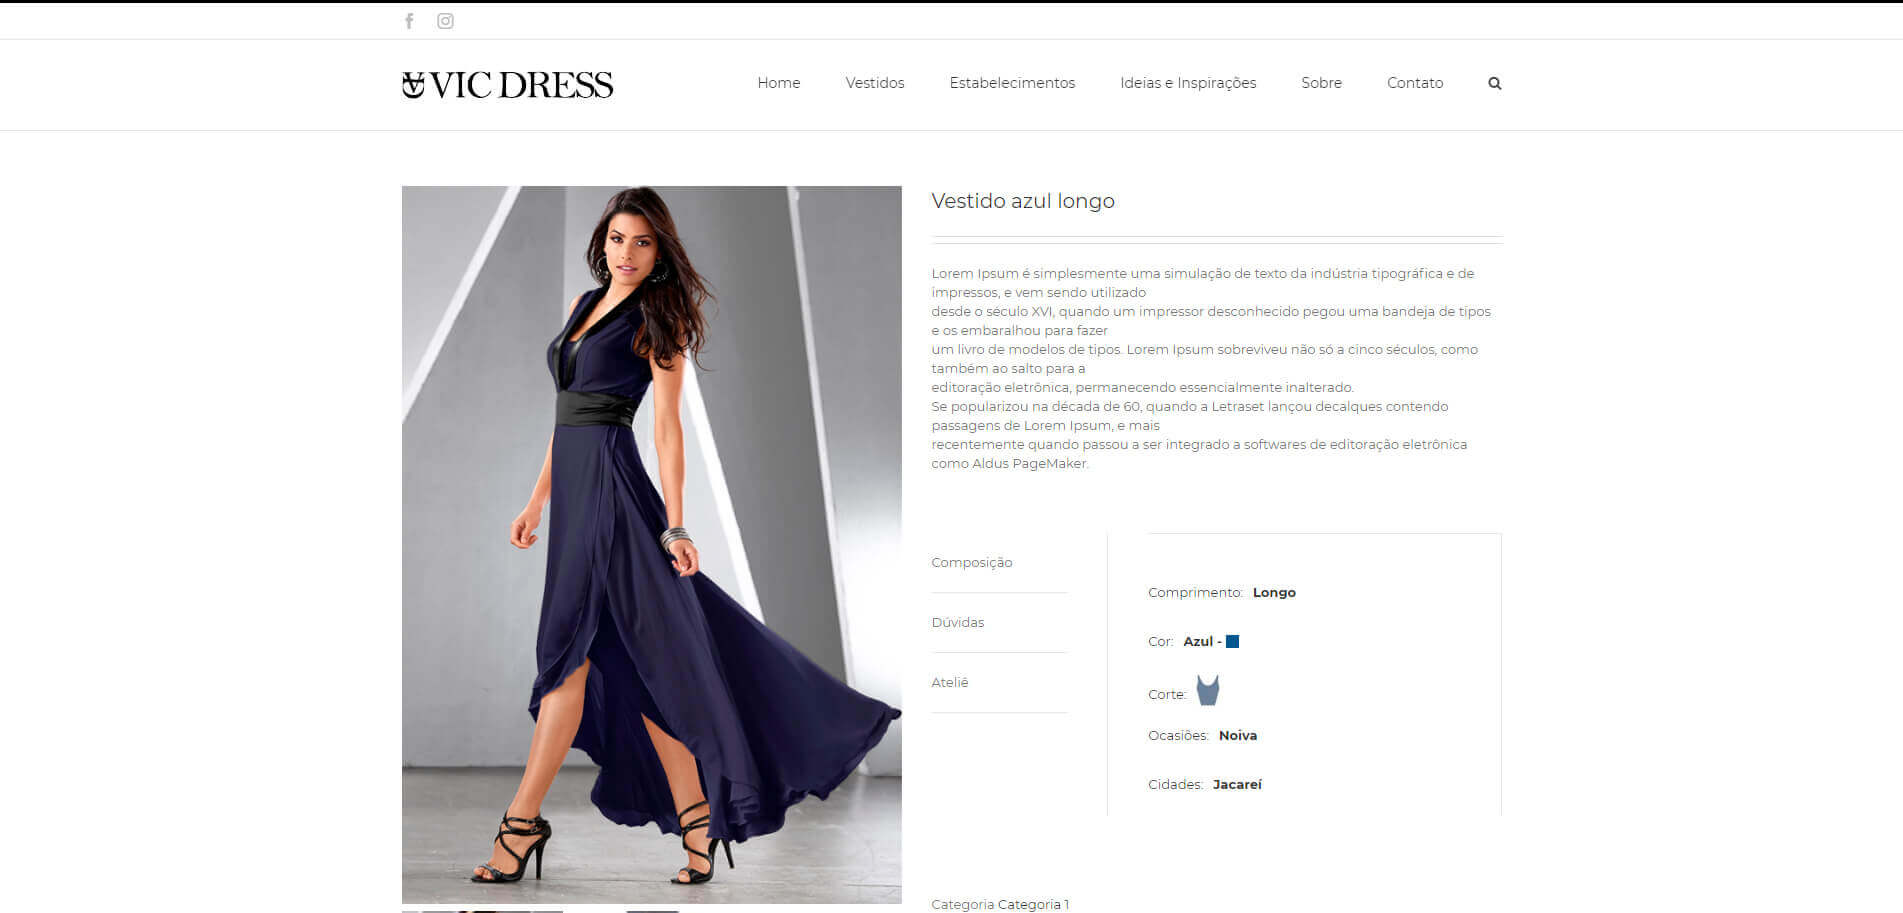 VIC DRESS
Home Vestidos Estabelecimentos Ideias e Inspirações Sobre Contato
Vestido azul longo
Lorem Ipsum é simplesmente uma simulação de texto da indústria tipográfica e de
impressos, e vem sendo utilizado
desde o século XVI, quando um impressor desconhecido pegou uma bandeja de tipos
e os embaralhou para fazer
um livro de modelos de tipos. Lorem Ipsum sobreviveu não só a cinco séculos, como
também ao salto para a
editoração eletrônica, permanecendo essencialmente inalterado.
Se popularizou na década de 60, quando a Letraset lançou decalques contendo
passagens de Lorem Ipsum, e mais
recentemente quando passou a ser integrado a softwares de editoração eletrônica
como Aldus PageMaker.
Composição
Dúvidas
Ateliê
Comprimento: Longo
Cor: Azul -
Corte:
Ocasiões: Noiva
Cidades: Jacareí
Categoria Categoria 1